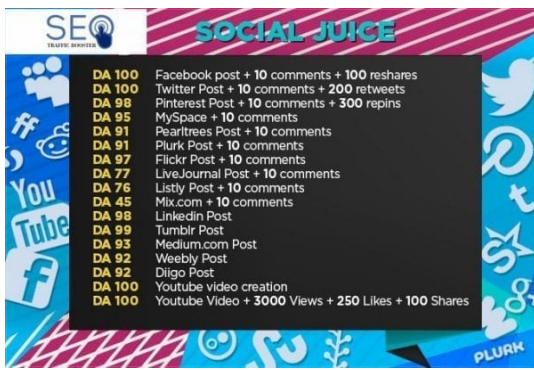 SEO
TRAFFIC BOOSTER
SOCIAL JUICE
DA 100 Facebook post + 10 comments + 100 reshares
DA 100 Twitter Post + 10 comments + 200 retweets
DA 98 Pinterest Post + 10 comments + 300 repins
DA 95 MySpace + 10 comments
DA 91 Pearltrees Post + 10 comments
DA 91 Plurk Post + 10 comments
DA 97 Flickr Post + 10 comments
DA 77 LiveJournal Post + 10 comments
DA 76 Listly Post + 10 comments
DA 45 Mix.com + 10 comments
DA 98 Linkedin Post
DA 99 Tumblr Post
DA 93 Medium.com Post
DA 92 Weebly Post
DA 92 Diigo Post
DA 100 Youtube video creation
DA 100 Youtube Video + 3000 Views + 250 Likes + 100 Shares
You
Tube
PLURK